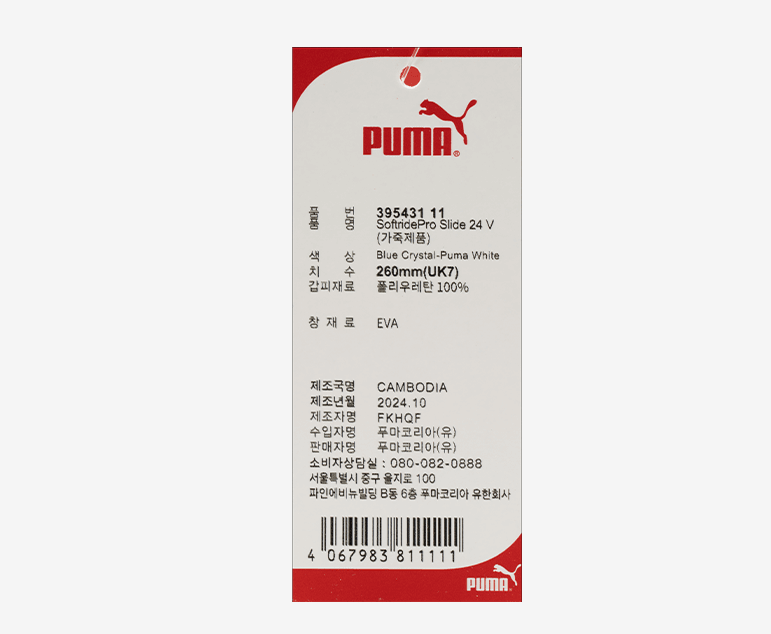 PUMA®
품 번 395431 11
품 명 SoftridePro Slide 24 V
(가죽제품)
색 상 Blue Crystal-Puma White
치 수 260mm(UK7)
갑피재료 폴리우레탄 100%
창 재 료 EVA
제조국명 CAMBODIA
제조년월 2024.10
제조자명 FKHQF
수입자명 푸마코리아(유)
판매자명 푸마코리아(유)
소비자상담실 : 080-082-0888
서울특별시 중구 을지로 100
파인에비뉴빌딩 B동 6층 푸마코리아 유한회사
4 067983 811111
PUMA